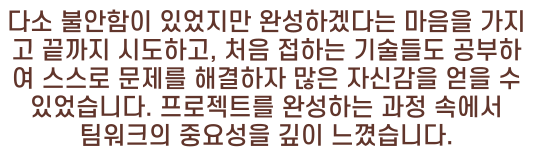 다소 불안함이 있었지만 완성하겠다는 마음을 가지
고 끝까지 시도하고, 처음 접하는 기술들도 공부하
여 스스로 문제를 해결하자 많은 자신감을 얻을 수
있었습니다. 프로젝트를 완성하는 과정 속에서
팀워크의 중요성을 깊이 느꼈습니다.